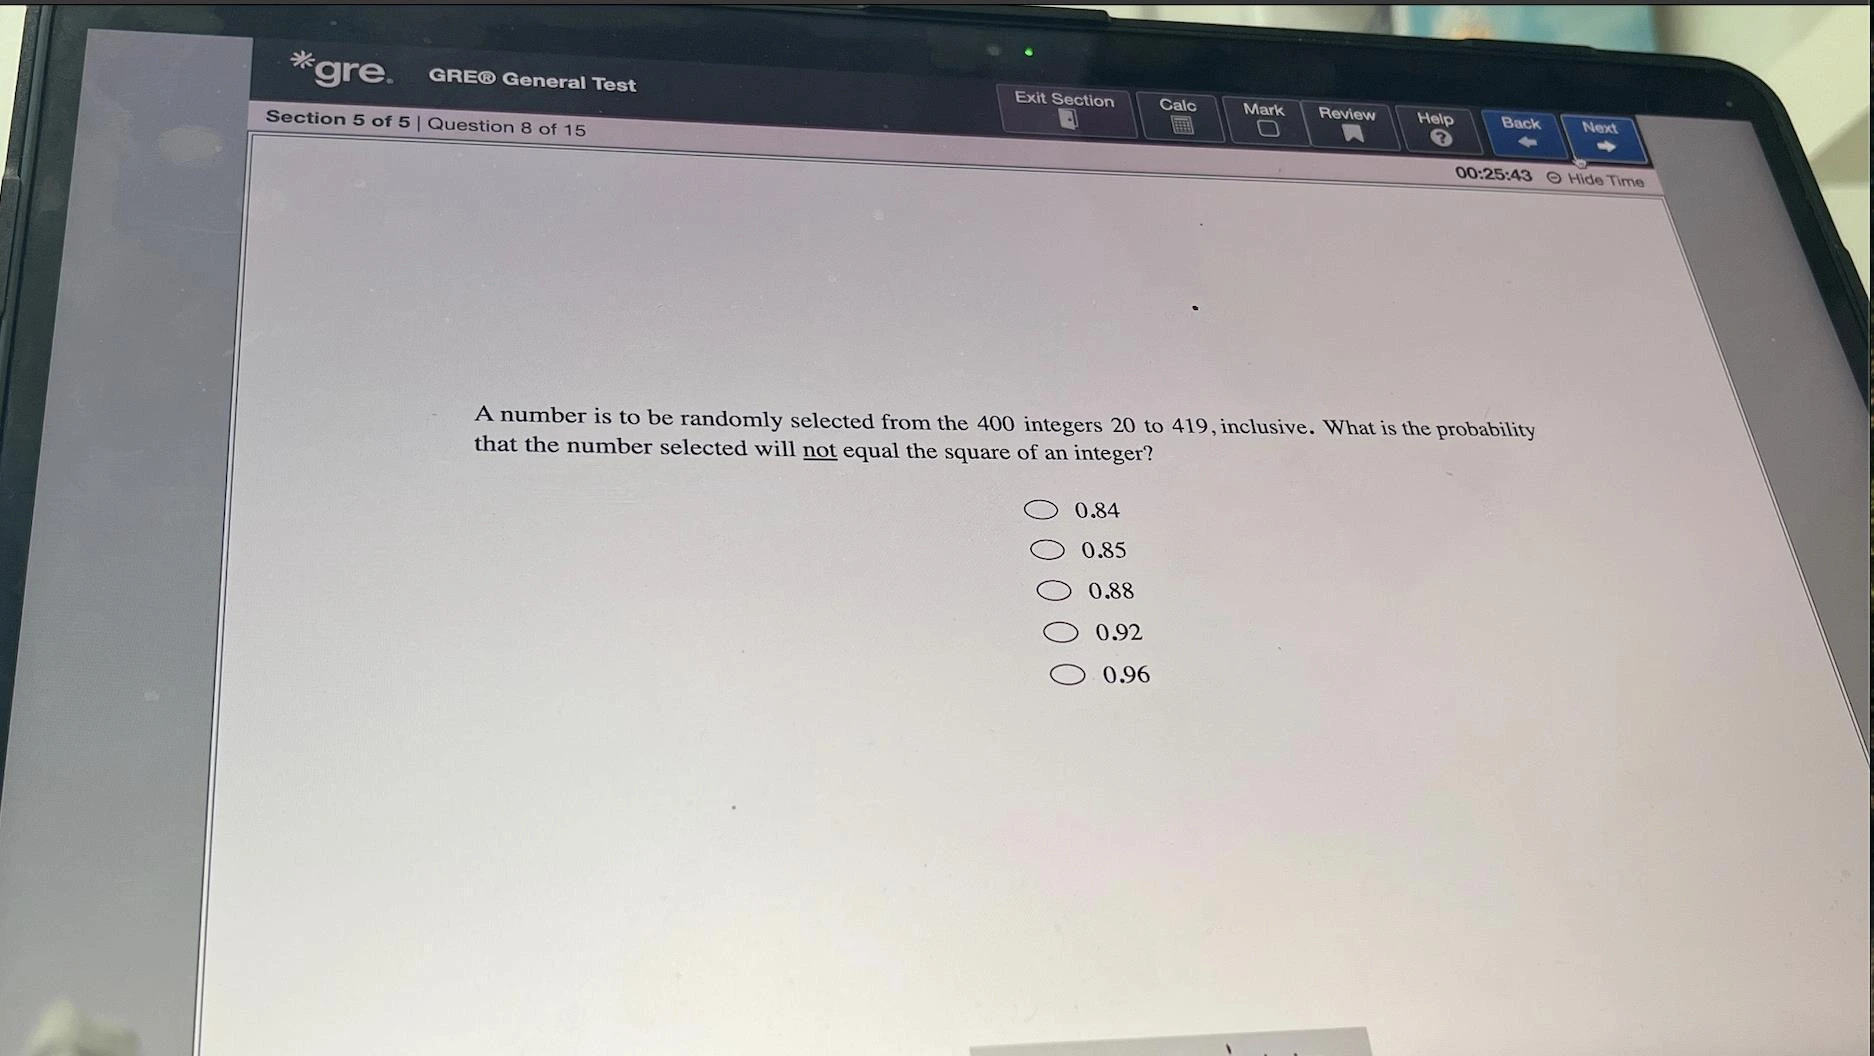 *gre. GRE® General Test
Exit Section Calc Mark Review Help Back Next
Section 5 of 5 | Question 8 of 15
00:25:43 Hide Time
A number is to be randomly selected from the 400 integers 20 to 419, inclusive. What is the probability
that the number selected will not equal the square of an integer?
0.84
0.85
0.88
0.92
0.96